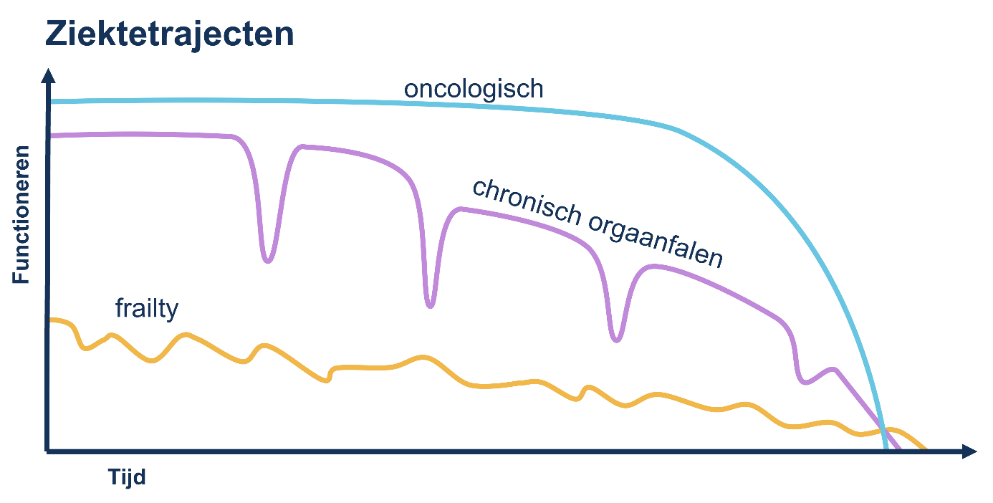 Ziektetrajecten
oncologisch
Functioneren
chronisch orgaanfalen
frailty
Tijd